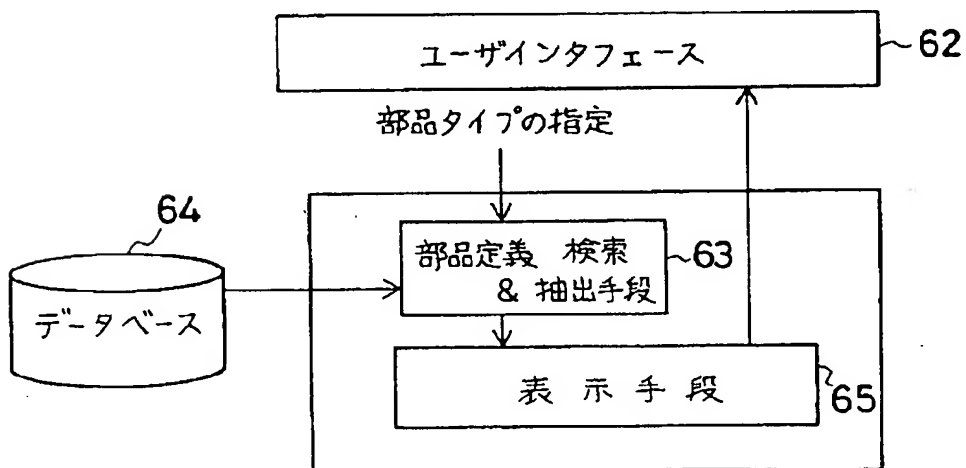 ユーザインタフェース
62
部品タイプの指定
64
部品定義 検索
& 抽出手段
63
データベース
表示手段
65